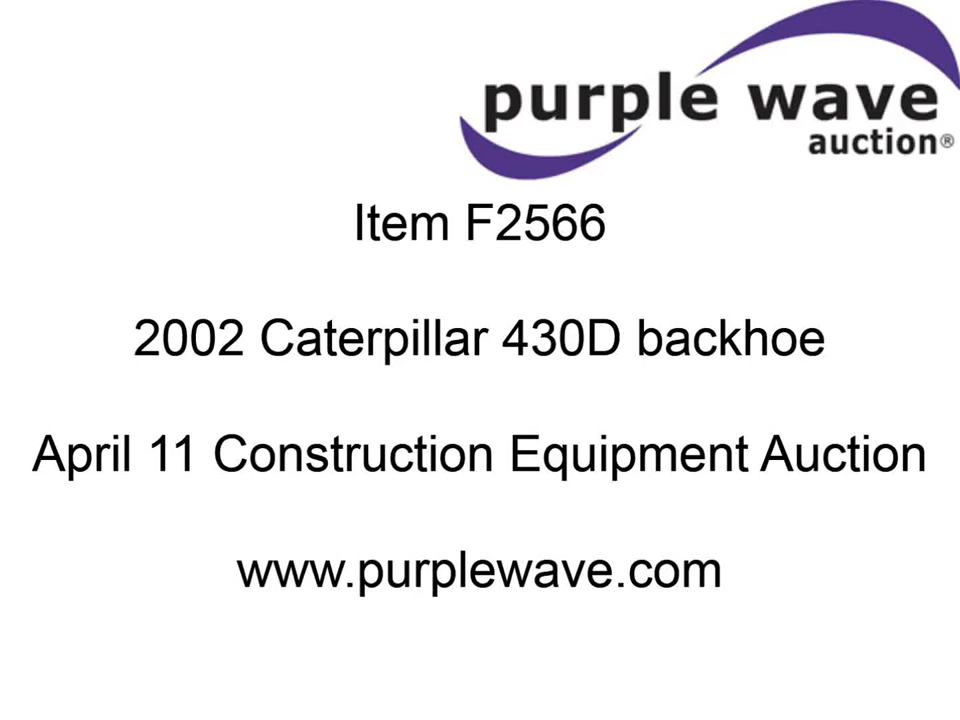 purple wave
auction®
Item F2566
2002 Caterpillar 430D backhoe
April 11 Construction Equipment Auction
www.purplewave.com